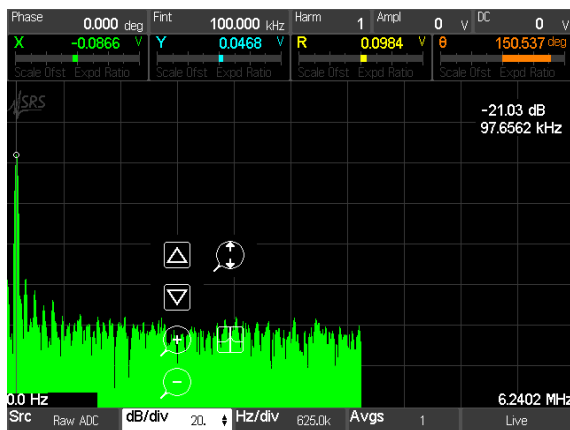 Phase 0.000 deg Fint 100.000 kHz Harm 1 Ampl 0 V DC 0 V
X -0.0866 V Y 0.0468 V R 0.0984 V θ 150.537 deg
Scale Ofst Expd Ratio Scale Ofst Expd Ratio Scale Ofst Expd Ratio Scale Ofst Expd Ratio
SRS
-21.03 dB
97.6562 kHz
0.0 Hz 6.2402 MHz
Src Raw ADC dB/div 20. Hz/div 625.0k Avgs 1 Live